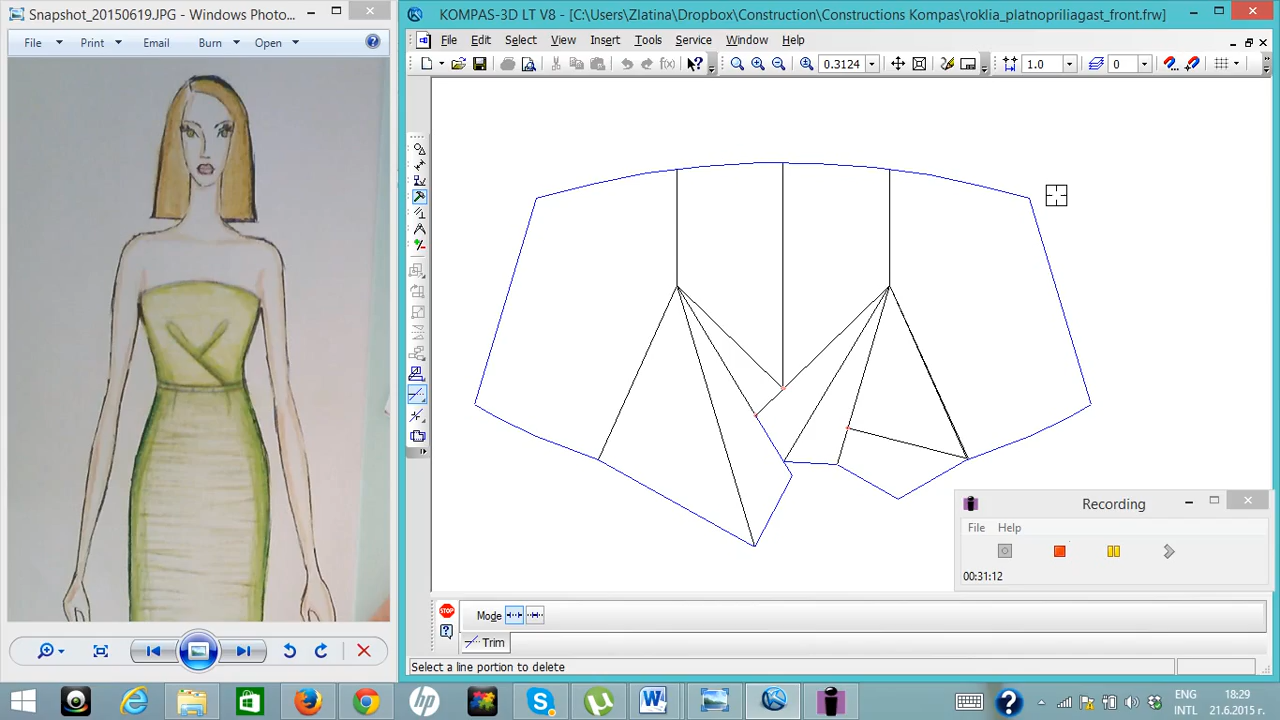 Snapshot_20150619.JPG - Windows Photo...
File Print Email Burn Open
KOMPAS-3D LT V8 - [C:\Users\Zlatina\Dropbox\Construction\Constructions Kompas\roklia_platnopriliagast_front.frw]
File Edit Select View Insert Tools Service Window Help
f(x) 0.3124 1.0 0
Recording
File Help
00:31:12
STOP
Mode
Trim
Select a line portion to delete
ENG
INTL
18:29
21.6.2015 г.